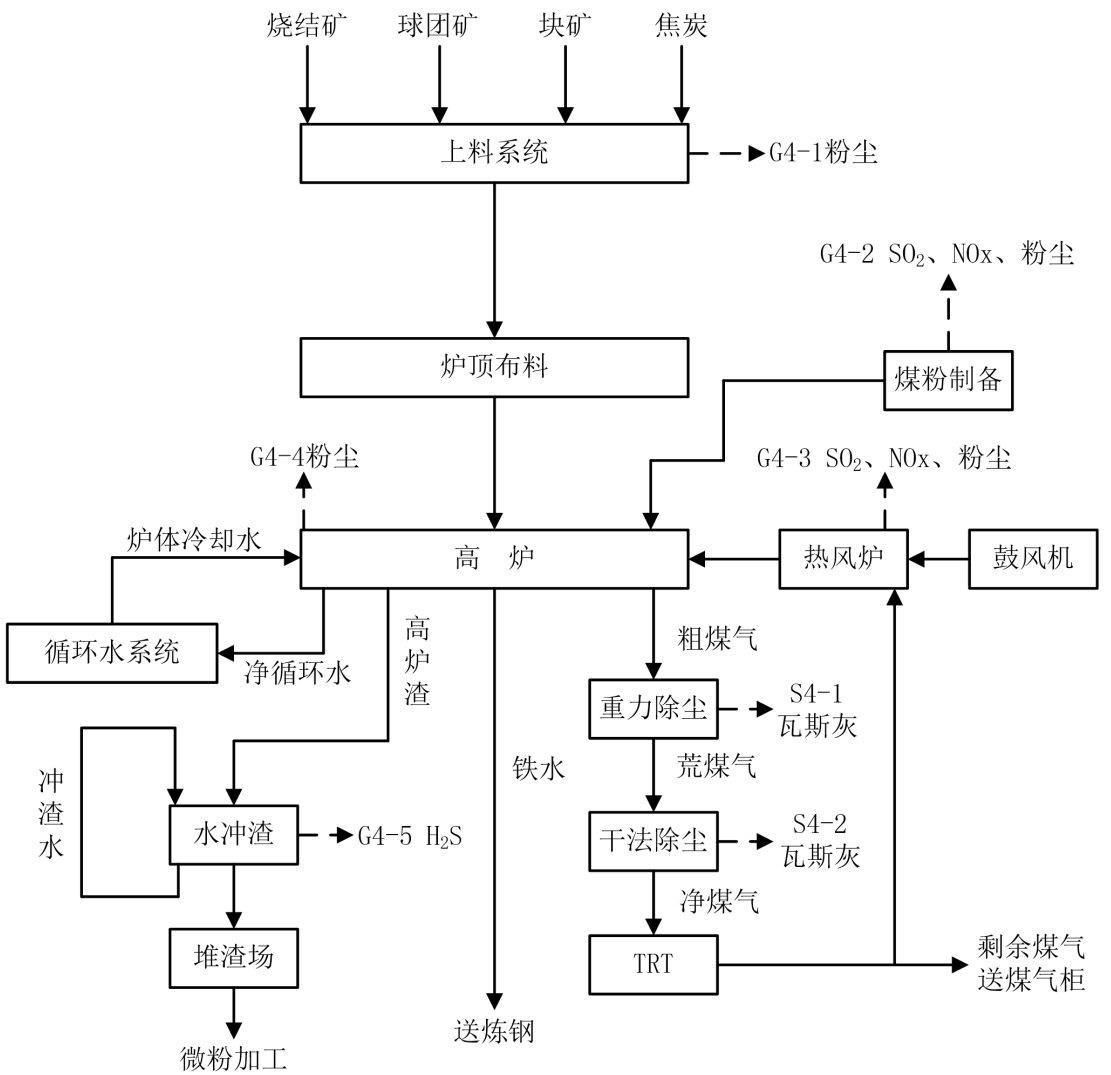 烧结矿
球团矿
块矿
焦炭
上料系统
G4-1粉尘
G4-2 SO₂、NOx、粉尘
炉顶布料
煤粉制备
G4-4粉尘
G4-3 SO₂、NOx、粉尘
炉体冷却水
高 炉
热风炉
鼓风机
循环水系统
净循环水
高炉渣
粗煤气
重力除尘
S4-1
瓦斯灰
荒煤气
铁水
冲渣水
水冲渣
G4-5 H₂S
干法除尘
S4-2
瓦斯灰
净煤气
堆渣场
TRT
剩余煤气
送煤气柜
送炼钢
微粉加工